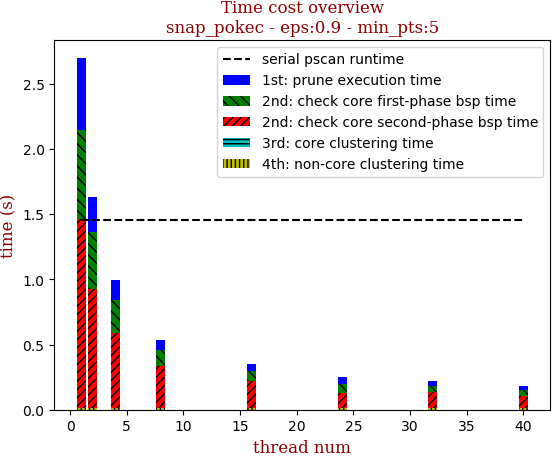 Time cost overview
snap_pokec - eps:0.9 - min_pts:5
serial pscan runtime
1st: prune execution time
2nd: check core first-phase bsp time
2nd: check core second-phase bsp time
3rd: core clustering time
4th: non-core clustering time
time (s)
2.5
2.0
1.5
1.0
0.5
0.0
0 5 10 15 20 25 30 35 40
thread num